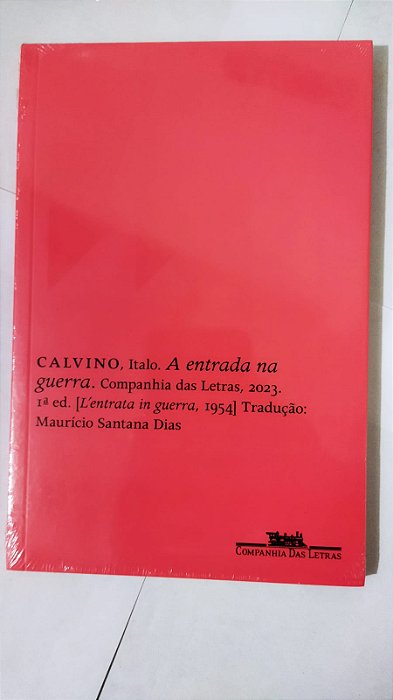 CALVINO, Italo. A entrada na
guerra. Companhia das Letras, 2023.
1ª ed. [L'entrata in guerra, 1954] Tradução:
Maurício Santana Dias
COMPANHIA DAS LETRAS